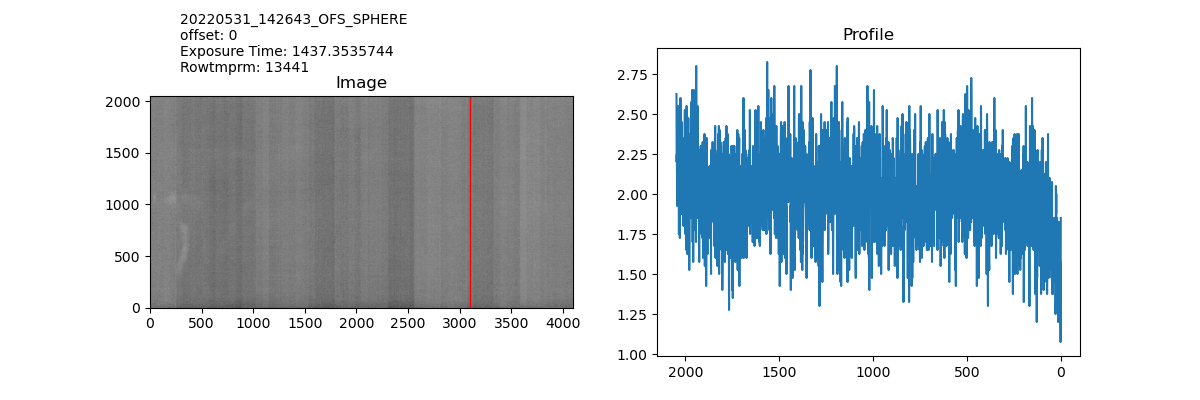 20220531_142643_OFS_SPHERE
offset: 0
Exposure Time: 1437.3535744
Rowtmprm: 13441
Image
2000
1500
1000
500
0
0 500 1000 1500 2000 2500 3000 3500 4000
Profile
2.75
2.50
2.25
2.00
1.75
1.50
1.25
1.00
2000 1500 1000 500 0